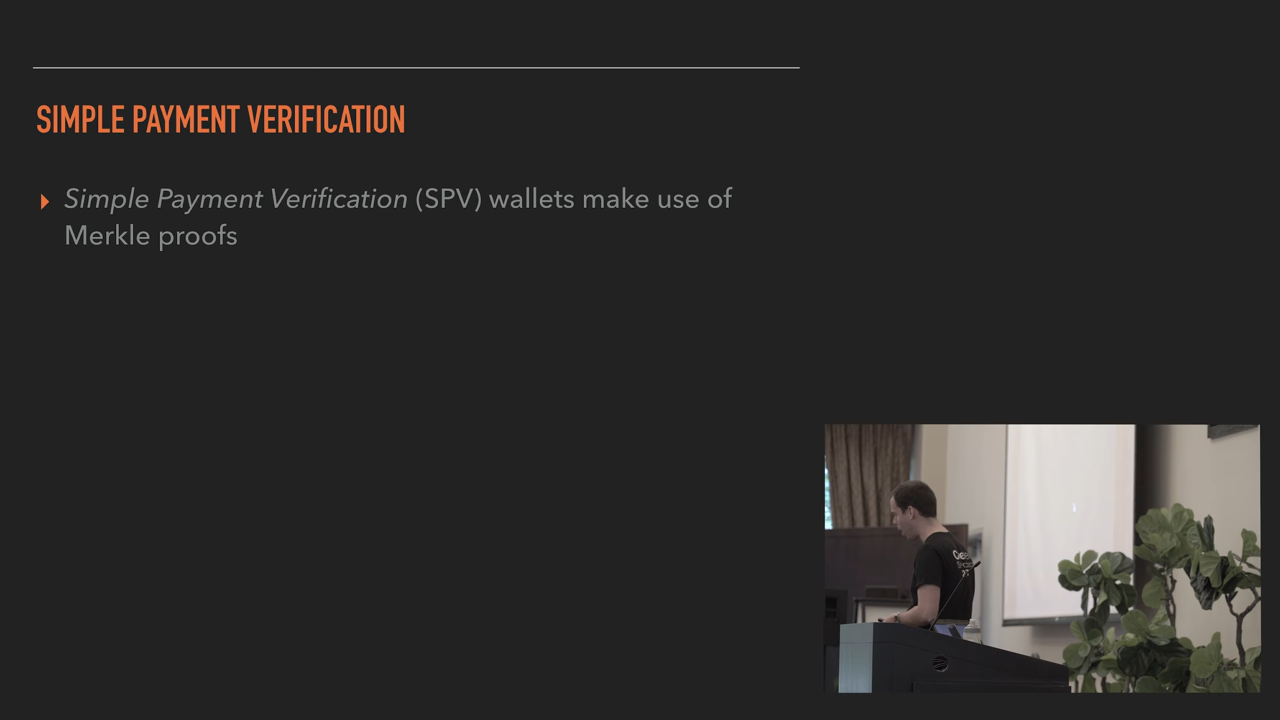 SIMPLE PAYMENT VERIFICATION
Simple Payment Verification (SPV) wallets make use of
Merkle proofs